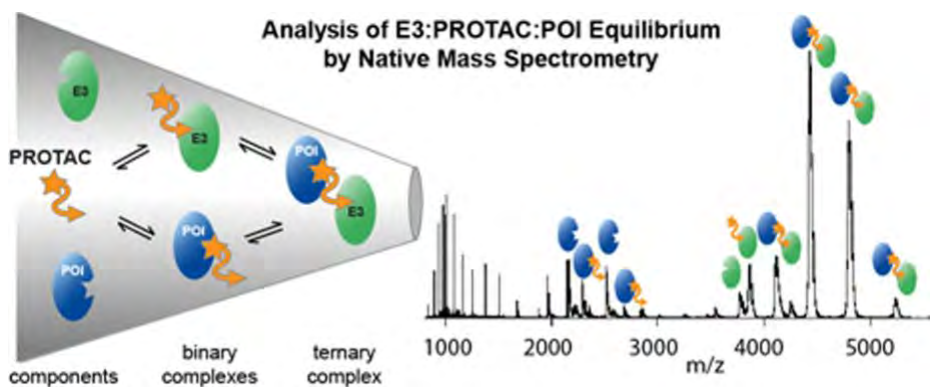 Analysis of E3:PROTAC:POI Equilibrium
by Native Mass Spectrometry
E3
E3
PROTAC
POI
E3
POI
POI
components
binary
complexes
ternary
complex
1000 2000 3000 4000 5000
m/z